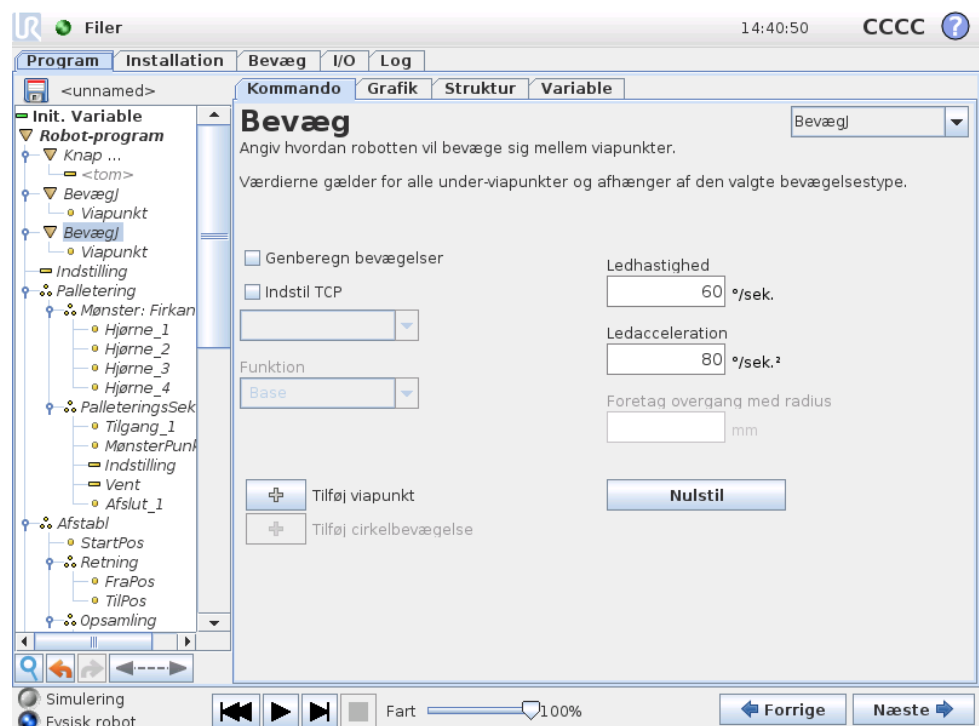 UR Filer 14:40:50 CCCC ?
Program Installation Bevæg I/O Log
<unnamed>
Kommando Grafik Struktur Variable
Init. Variable
Robot-program
Knap ...
<tom>
BevægJ
Viapunkt
BevægJ
Viapunkt
Indstilling
Palletering
Mønster: Firkan
Hjørne_1
Hjørne_2
Hjørne_3
Hjørne_4
PalleteringsSek
Tilgang_1
MønsterPunk
Indstilling
Vent
Afslut_1
Afstabl
StartPos
Retning
FraPos
TilPos
Opsamling
Bevæg
BevægJ
Angiv hvordan robotten vil bevæge sig mellem viapunkter.
Værdierne gælder for alle under-viapunkter og afhænger af den valgte bevægelsestype.
Genberegn bevægelser
Indstil TCP
Funktion
Base
Ledhastighed
60 °/sek.
Ledacceleration
80 °/sek.²
Foretag overgang med radius
mm
Tilføj viapunkt
Tilføj cirkelbevægelse
Nulstil
Simulering
Fysisk robot
Fart 100%
Forrige Næste